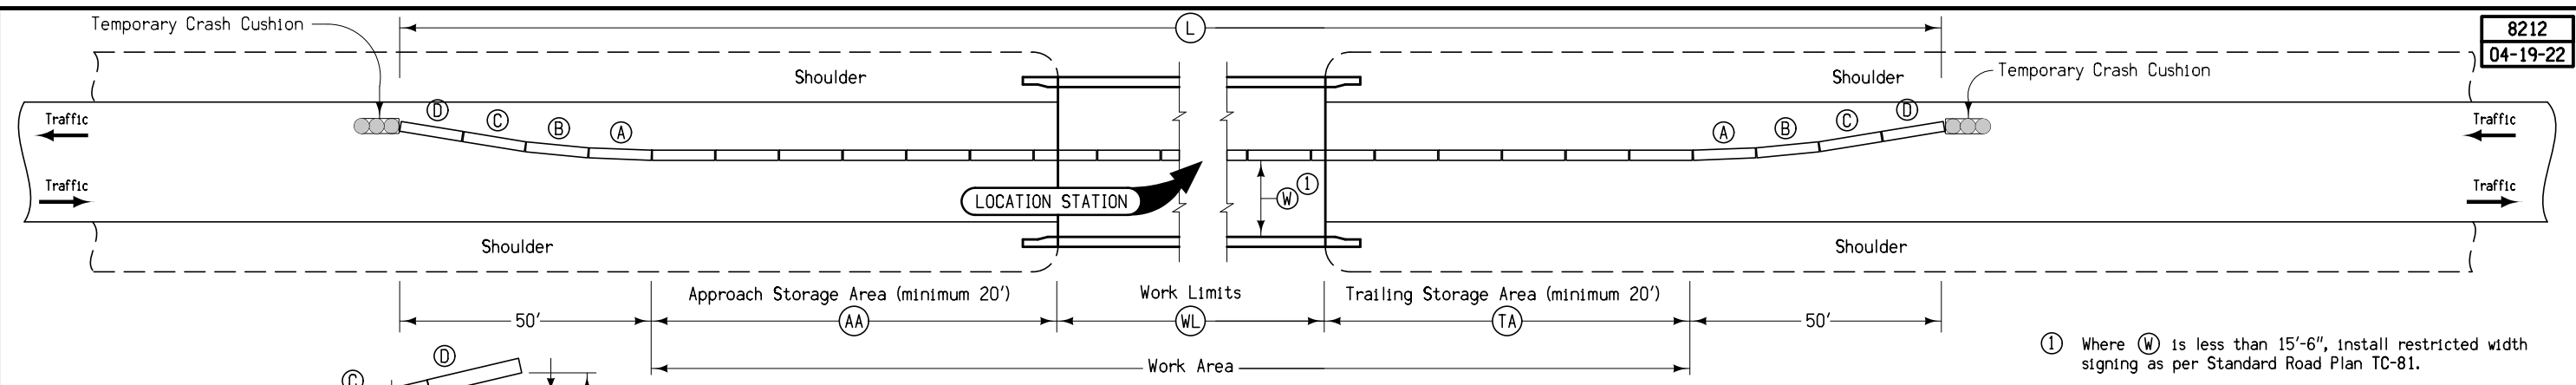 Temporary Crash Cushion
L
8212
04-19-22
Shoulder
Shoulder
Temporary Crash Cushion
D
C
B
A
A
B
C
D
Traffic
Traffic
1
LOCATION STATION
W
Traffic
Traffic
Shoulder
Shoulder
Approach Storage Area (minimum 20')
Work Limits
Trailing Storage Area (minimum 20')
50'
AA
WL
TA
50'
1 Where W is less than 15'-6", install restricted width
signing as per Standard Road Plan TC-81.
D
C
Work Area